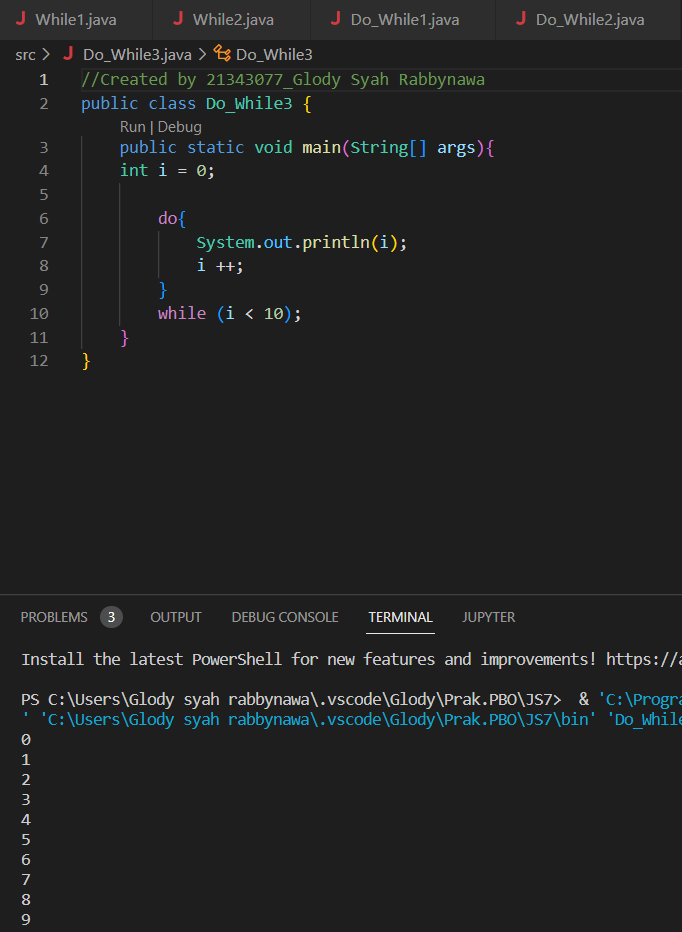 While1.java While2.java Do_While1.java Do_While2.java
src > Do_While3.java > Do_While3
1 //Created by 21343077_Glody Syah Rabbynawa
2 public class Do_While3 {
Run | Debug
3 public static void main(String[] args){
4 int i = 0;
5
6 do{
7 System.out.println(i);
8 i ++;
9 }
10 while (i < 10);
11 }
12 }
PROBLEMS 3 OUTPUT DEBUG CONSOLE TERMINAL JUPYTER
Install the latest PowerShell for new features and improvements! https://a
PS C:\Users\Glody syah rabbynawa\.vscode\Glody\Prak.PBO\JS7> & 'C:\Progra
' 'C:\Users\Glody syah rabbynawa\.vscode\Glody\Prak.PBO\JS7\bin' 'Do_While
0
1
2
3
4
5
6
7
8
9